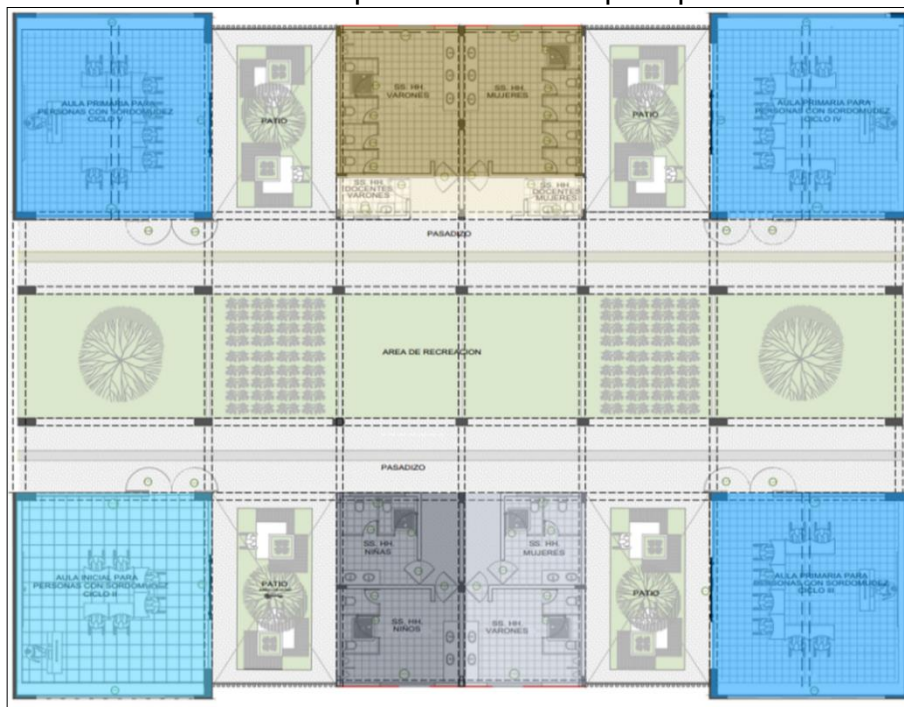 AULA PRIMARIA PARA
PERSONAS CON SORDOMUDEZ
CICLO V
PATIO
SS. HH.
VARONES
SS. HH.
MUJERES
PATIO
AULA PRIMARIA PARA
PERSONAS CON SORDOMUDEZ
CICLO IV
SS. HH.
DOCENTES
VARONES
SS. HH.
DOCENTES
MUJERES
PASADIZO
AREA DE RECREACION
PASADIZO
AULA INICIAL PARA
PERSONAS CON SORDOMUDEZ
CICLO II
PATIO
SS. HH.
NIÑAS
SS. HH.
MUJERES
SS. HH.
NIÑOS
SS. HH.
VARONES
PATIO
AULA PRIMARIA PARA
PERSONAS CON SORDOMUDEZ
CICLO III